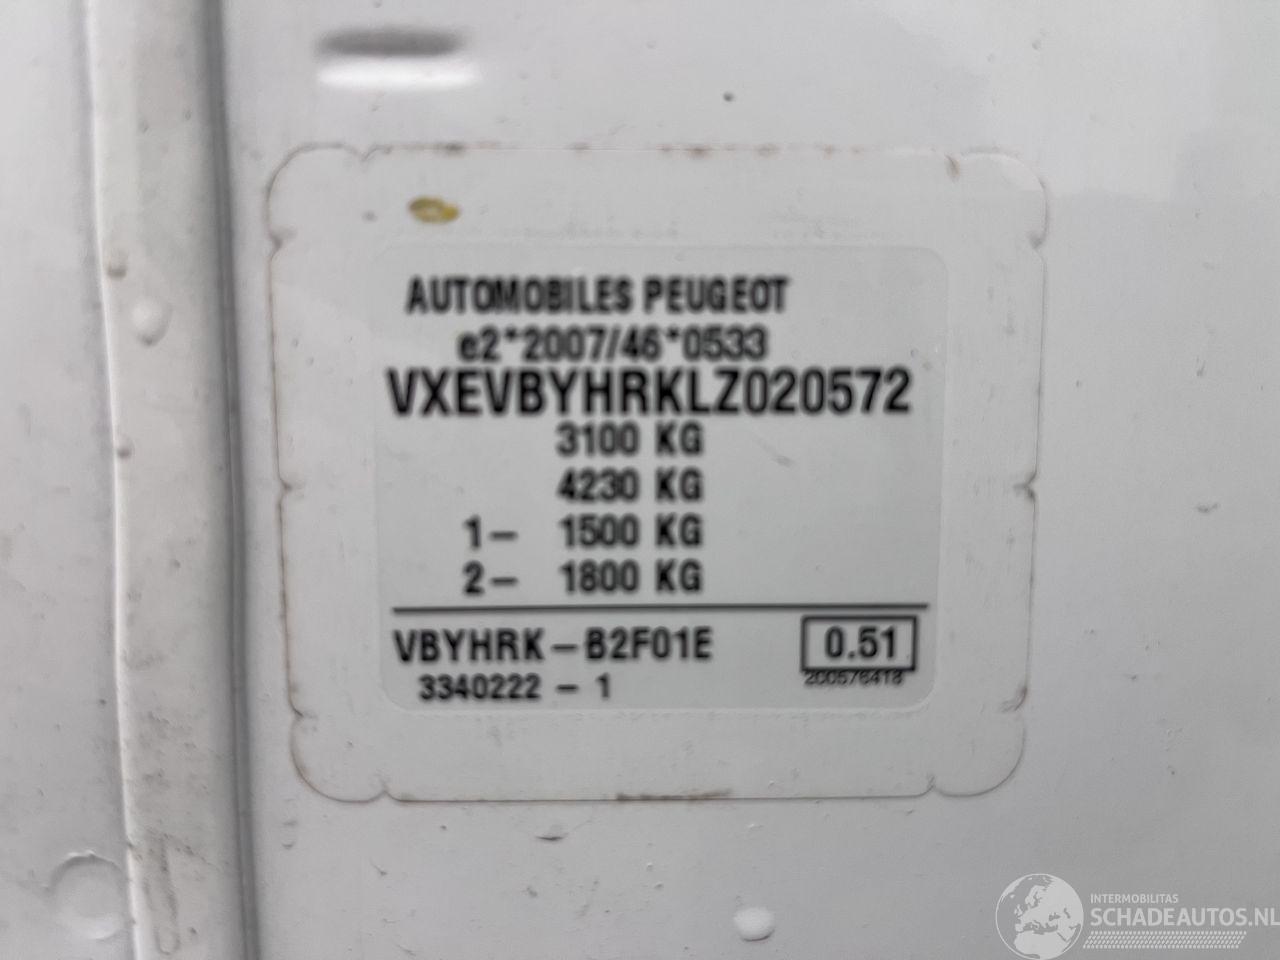 AUTOMOBILES PEUGEOT
e2*2007/46*0533
VXEVBYHRKLZ020572
3100 KG
4230 KG
1- 1500 KG
2- 1800 KG
VBYHRK-B2F01E 0.51
3340222-1 200576418
INTERMOBILITAS
SCHADEAUTOS.NL